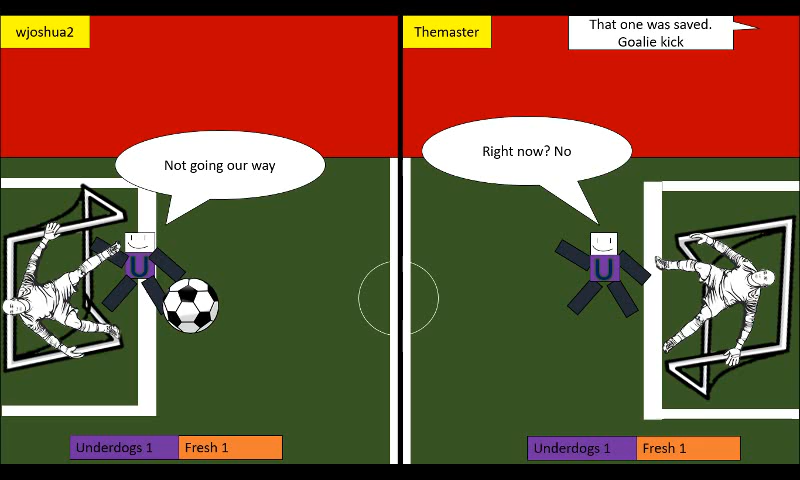 wjoshua2
Not going our way
U
Underdogs 1
Fresh 1
Themaster
That one was saved.
Goalie kick
Right now? No
U
Underdogs 1
Fresh 1